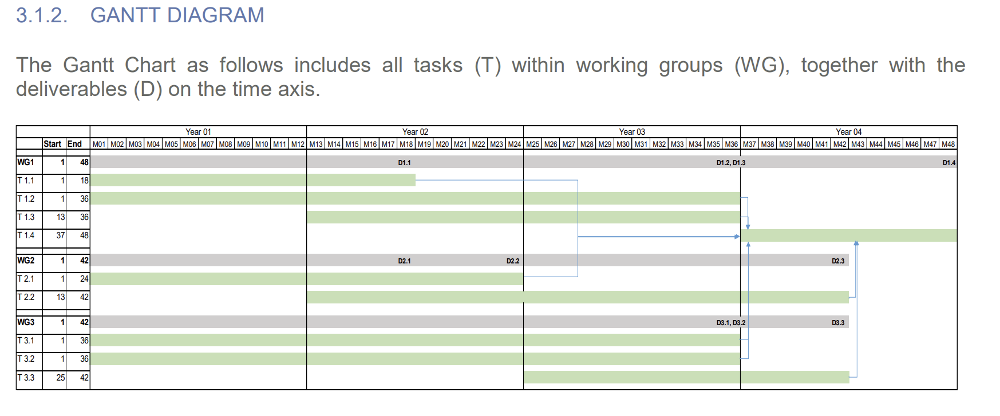 3.1.2. GANTT DIAGRAM
The Gantt Chart as follows includes all tasks (T) within working groups (WG), together with the
deliverables (D) on the time axis.
Year 01 Year 02 Year 03 Year 04
Start End M01 M02 M03 M04 M05 M06 M07 M08 M09 M10 M11 M12 M13 M14 M15 M16 M17 M18 M19 M20 M21 M22 M23 M24 M25 M26 M27 M28 M29 M30 M31 M32 M33 M34 M35 M36 M37 M38 M39 M40 M41 M42 M43 M44 M45 M46 M47 M48
WG1 1 48 D1.1 D1.2, D1.3 D1.4
T 1.1 1 18
T 1.2 1 36
T 1.3 13 36
T 1.4 37 48
WG2 1 42 D2.1 D2.2 D2.3
T 2.1 1 24
T 2.2 13 42
WG3 1 42 D3.1, D3.2 D3.3
T 3.1 1 36
T 3.2 1 36
T 3.3 25 42